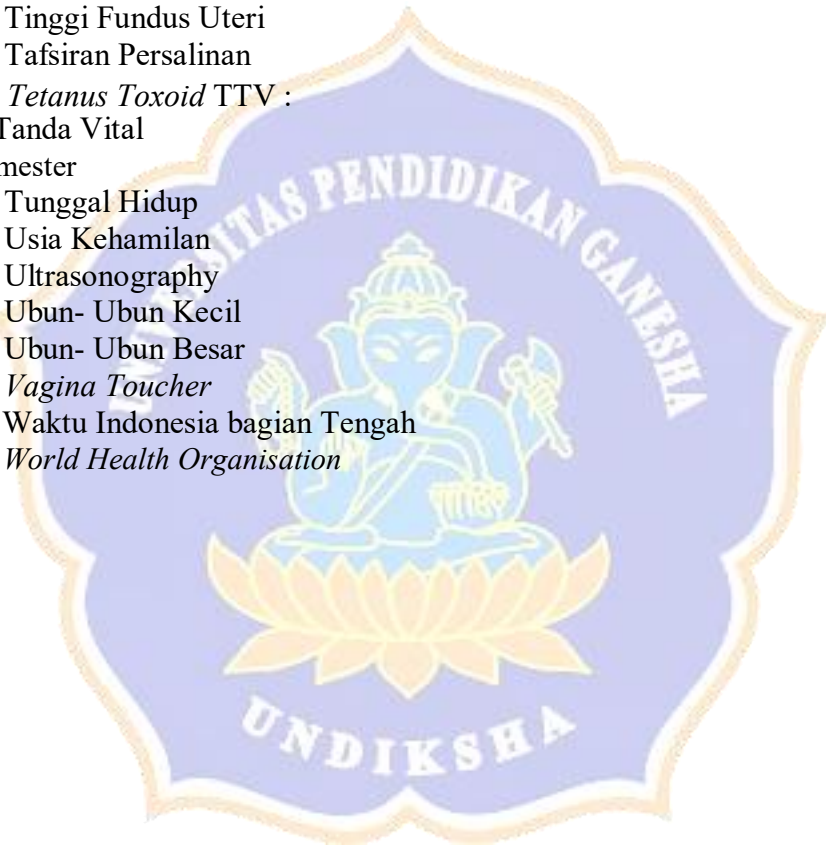 Tinggi Fundus Uteri
Tafsiran Persalinan
Tetanus Toxoid TTV :
Tanda Vital
mester
Tunggal Hidup
Usia Kehamilan
Ultrasonography
Ubun- Ubun Kecil
Ubun- Ubun Besar
Vagina Toucher
Waktu Indonesia bagian Tengah
World Health Organisation
UNIVERSITAS PENDIDIKAN GANESHA
UNDIKSHA